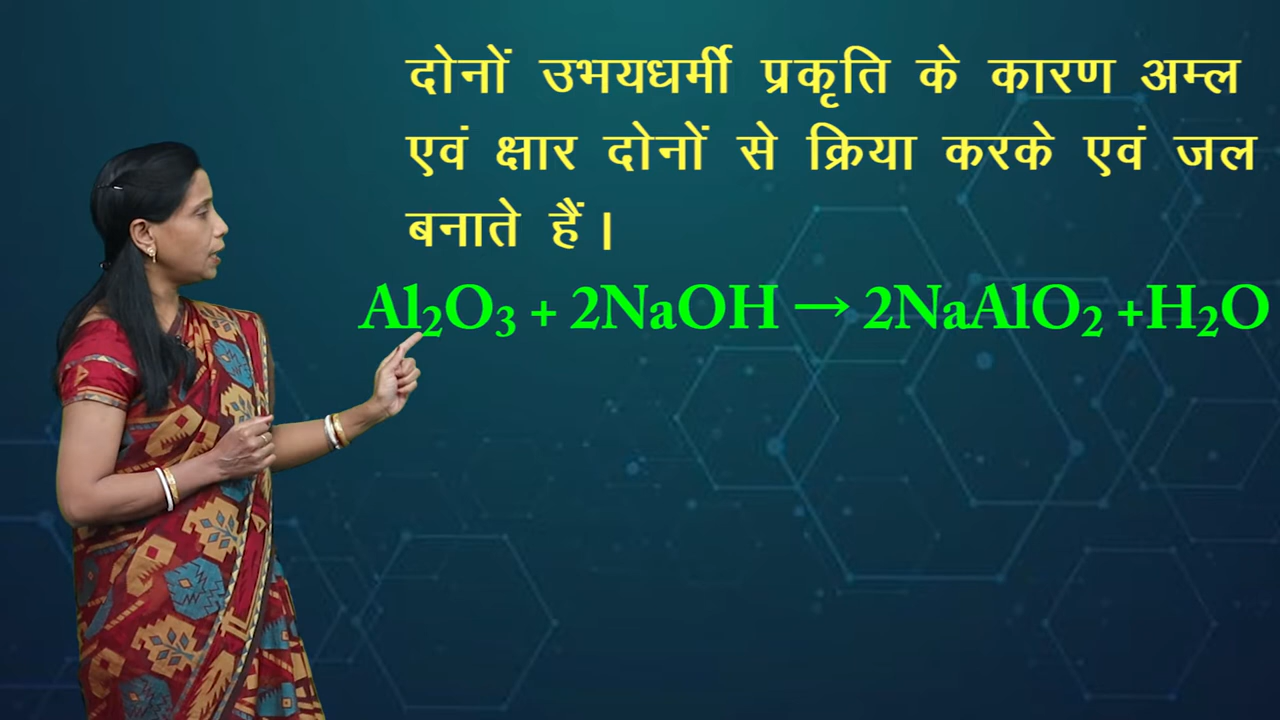 दोनों उभयधर्मी प्रकृति के कारण अम्ल
एवं क्षार दोनों से क्रिया करके एवं जल
बनाते हैं।
Al₂O₃ + 2NaOH → 2NaAlO₂ +H₂O